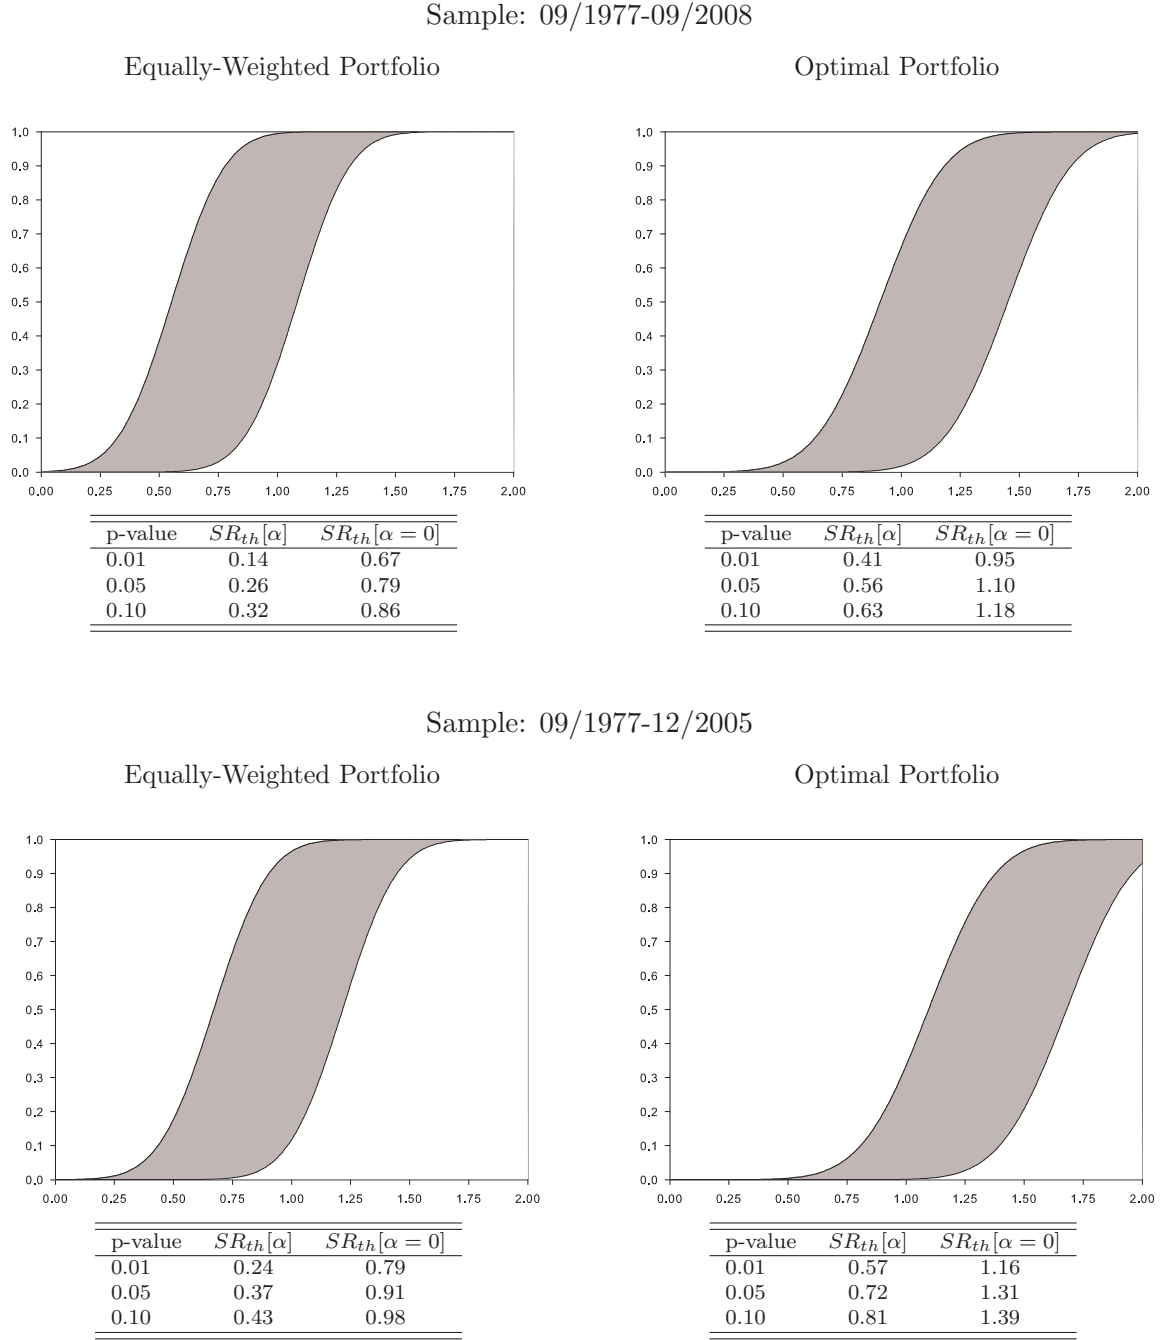 Sample: 09/1977-09/2008
Equally-Weighted Portfolio
1.0
0.9
0.8
0.7
0.6
0.5
0.4
0.3
0.2
0.1
0.0
0.00 0.25 0.50 0.75 1.00 1.25 1.50 1.75 2.00
p-value SR_th[α] SR_th[α = 0]
0.01 0.14 0.67
0.05 0.26 0.79
0.10 0.32 0.86
Optimal Portfolio
1.0
0.9
0.8
0.7
0.6
0.5
0.4
0.3
0.2
0.1
0.0
0.00 0.25 0.50 0.75 1.00 1.25 1.50 1.75 2.00
p-value SR_th[α] SR_th[α = 0]
0.01 0.41 0.95
0.05 0.56 1.10
0.10 0.63 1.18
Sample: 09/1977-12/2005
Equally-Weighted Portfolio
1.0
0.9
0.8
0.7
0.6
0.5
0.4
0.3
0.2
0.1
0.0
0.00 0.25 0.50 0.75 1.00 1.25 1.50 1.75 2.00
p-value SR_th[α] SR_th[α = 0]
0.01 0.24 0.79
0.05 0.37 0.91
0.10 0.43 0.98
Optimal Portfolio
1.0
0.9
0.8
0.7
0.6
0.5
0.4
0.3
0.2
0.1
0.0
0.00 0.25 0.50 0.75 1.00 1.25 1.50 1.75 2.00
p-value SR_th[α] SR_th[α = 0]
0.01 0.57 1.16
0.05 0.72 1.31
0.10 0.81 1.39